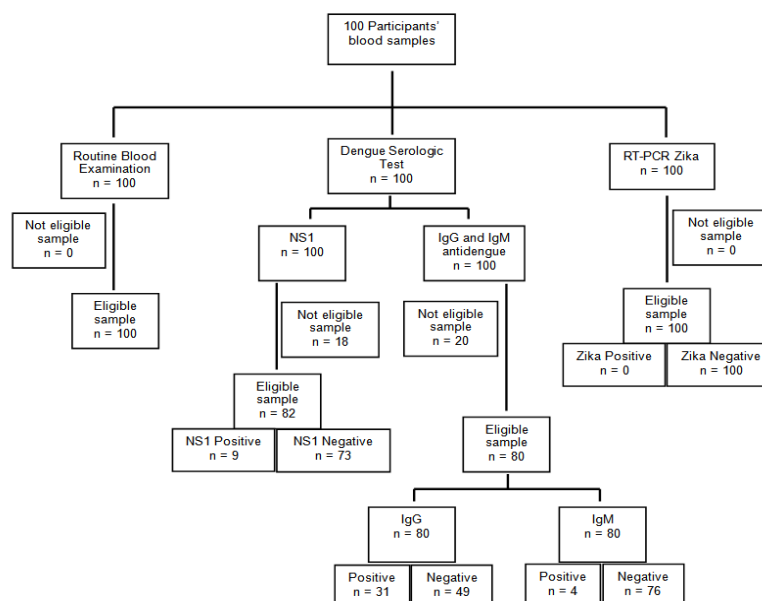 100 Participants'
blood samples
Routine Blood
Examination
n = 100
Dengue Serologic
Test
n = 100
RT-PCR Zika
n = 100
Not eligible
sample
n = 0
NS1
n = 100
IgG and IgM
antidengue
n = 100
Not eligible
sample
n = 0
Eligible
sample
n = 100
Not eligible
sample
n = 18
Not eligible
sample
n = 20
Eligible
sample
n = 100
Zika Positive
n = 0
Zika Negative
n = 100
Eligible
sample
n = 82
NS1 Positive
n = 9
NS1 Negative
n = 73
Eligible
sample
n = 80
IgG
n = 80
IgM
n = 80
Positive
n = 31
Negative
n = 49
Positive
n = 4
Negative
n = 76